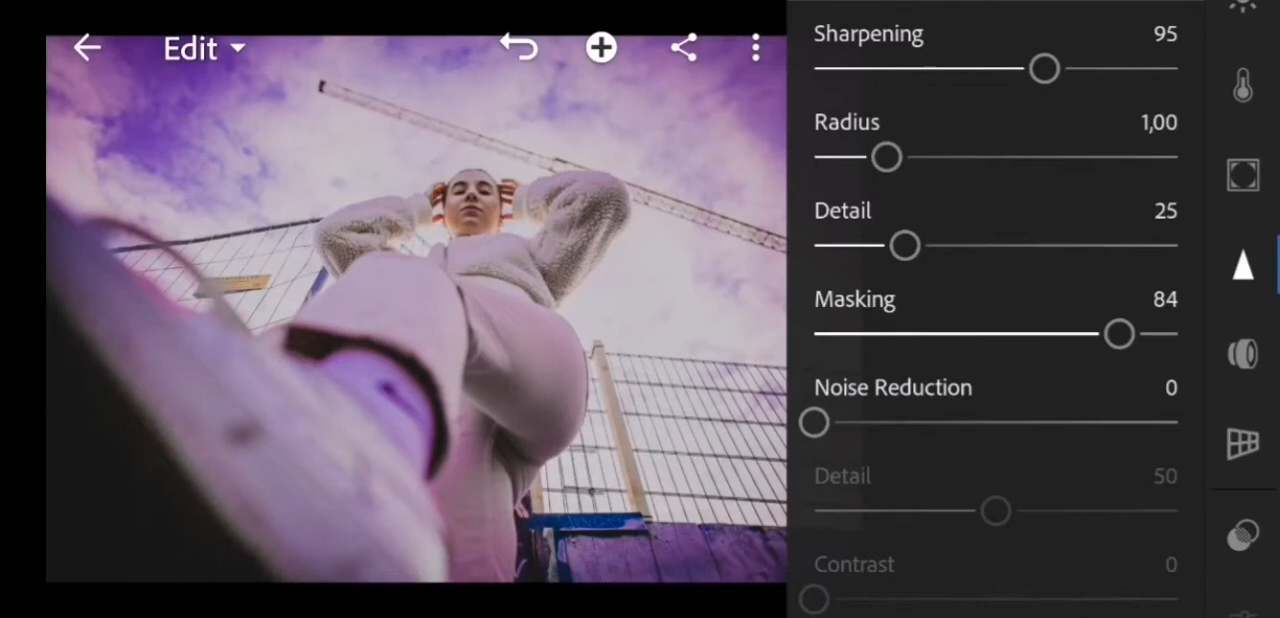 Edit
Sharpening 95
Radius 1,00
Detail 25
Masking 84
Noise Reduction 0
Detail 50
Contrast 0